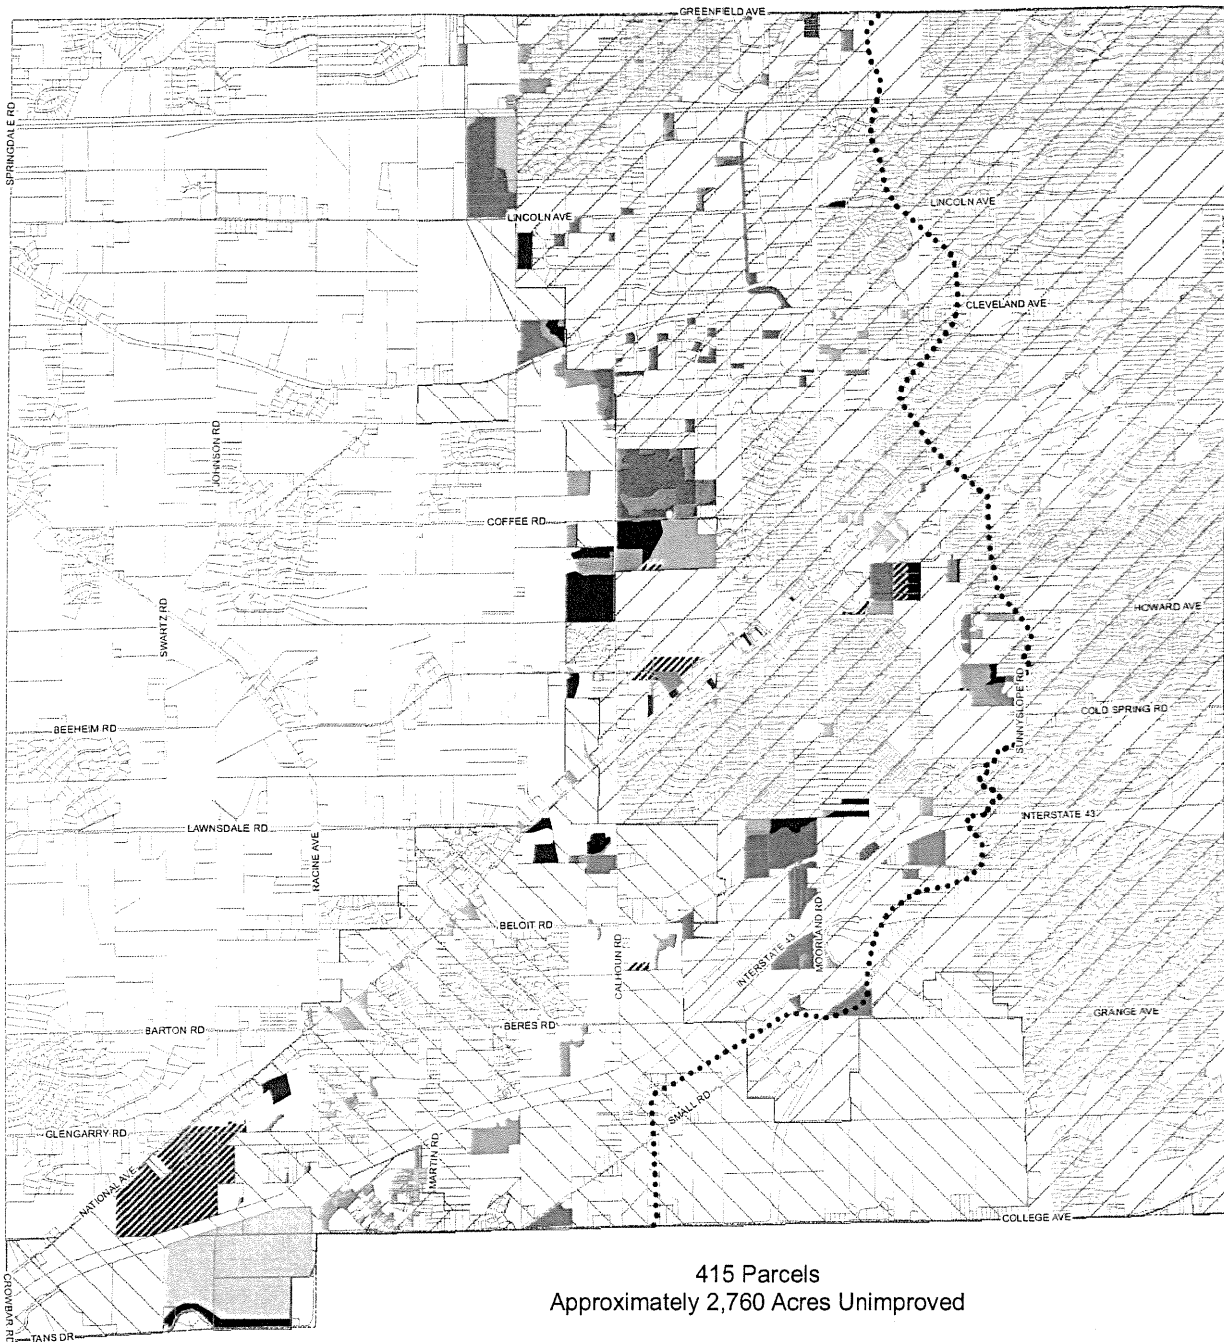 GREENFIELD AVE
SPRINGDALE RD
LINCOLN AVE
LINCOLN AVE
CLEVELAND AVE
JOHNSON RD
COFFEE RD
SWARTZ RD
HOWARD AVE
SUNNYSLOPE RD
COLD SPRING RD
BEEHEIM RD
LAWNSDALE RD
INTERSTATE 43
RACINE AVE
BELOIT RD
CALHOUN RD
INTERSTATE 43
MOORLAND RD
BARTON RD
BERES RD
GRANGE AVE
SMALL RD
GLENGARRY RD
MARTIN RD
NATIONAL AVE
COLLEGE AVE
CROWBAR RD
TANS DR
415 Parcels
Approximately 2,760 Acres Unimproved